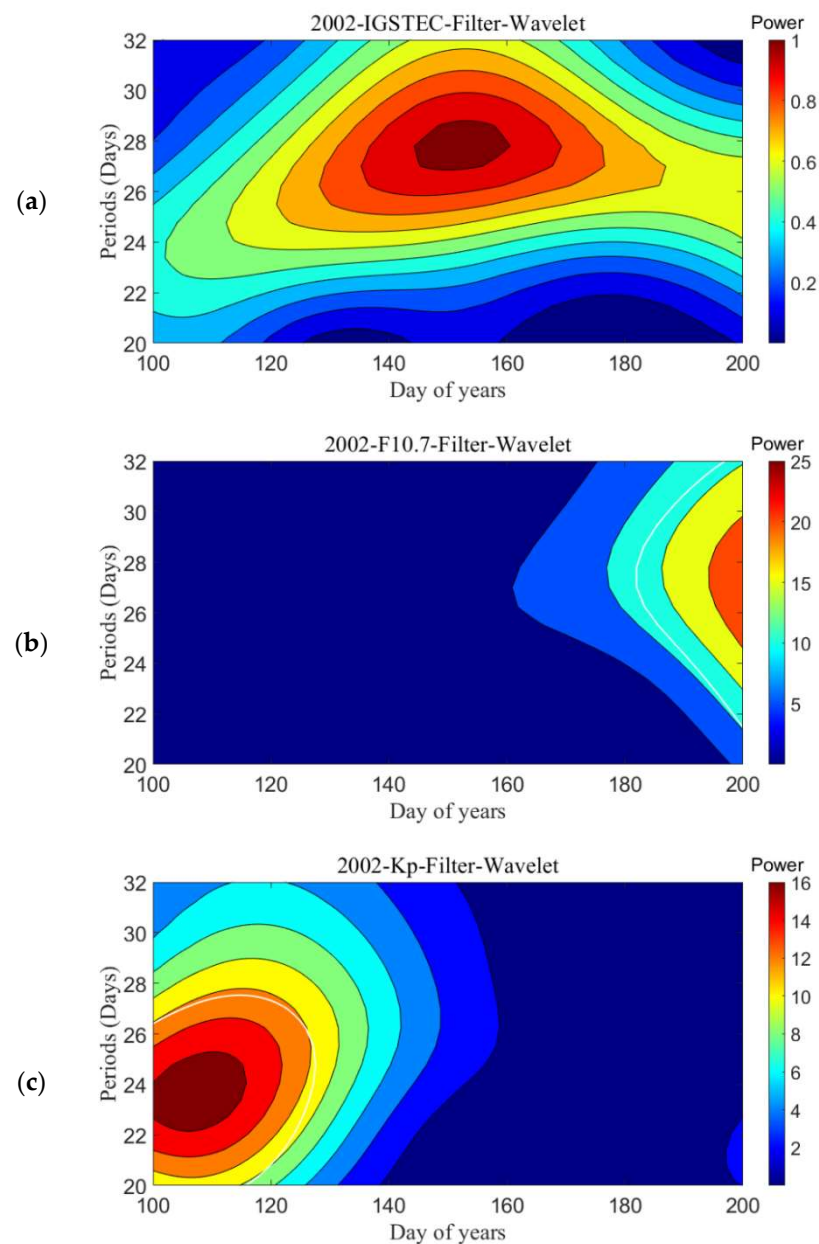 2002-IGSTEC-Filter-Wavelet
Power
(a)
Periods (Days)
32
30
28
26
24
22
20
100 120 140 160 180 200
Day of years
1
0.8
0.6
0.4
0.2
2002-F10.7-Filter-Wavelet
Power
(b)
Periods (Days)
32
30
28
26
24
22
20
100 120 140 160 180 200
Day of years
25
20
15
10
5
2002-Kp-Filter-Wavelet
Power
(c)
Periods (Days)
32
30
28
26
24
22
20
100 120 140 160 180 200
Day of years
16
14
12
10
8
6
4
2